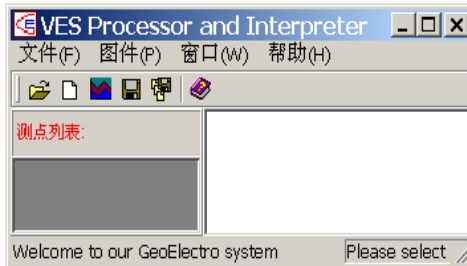 VES Processor and Interpreter
文件(F) 图件(P) 窗口(W) 帮助(H)
测点列表:
Welcome to our GeoElectro system Please select